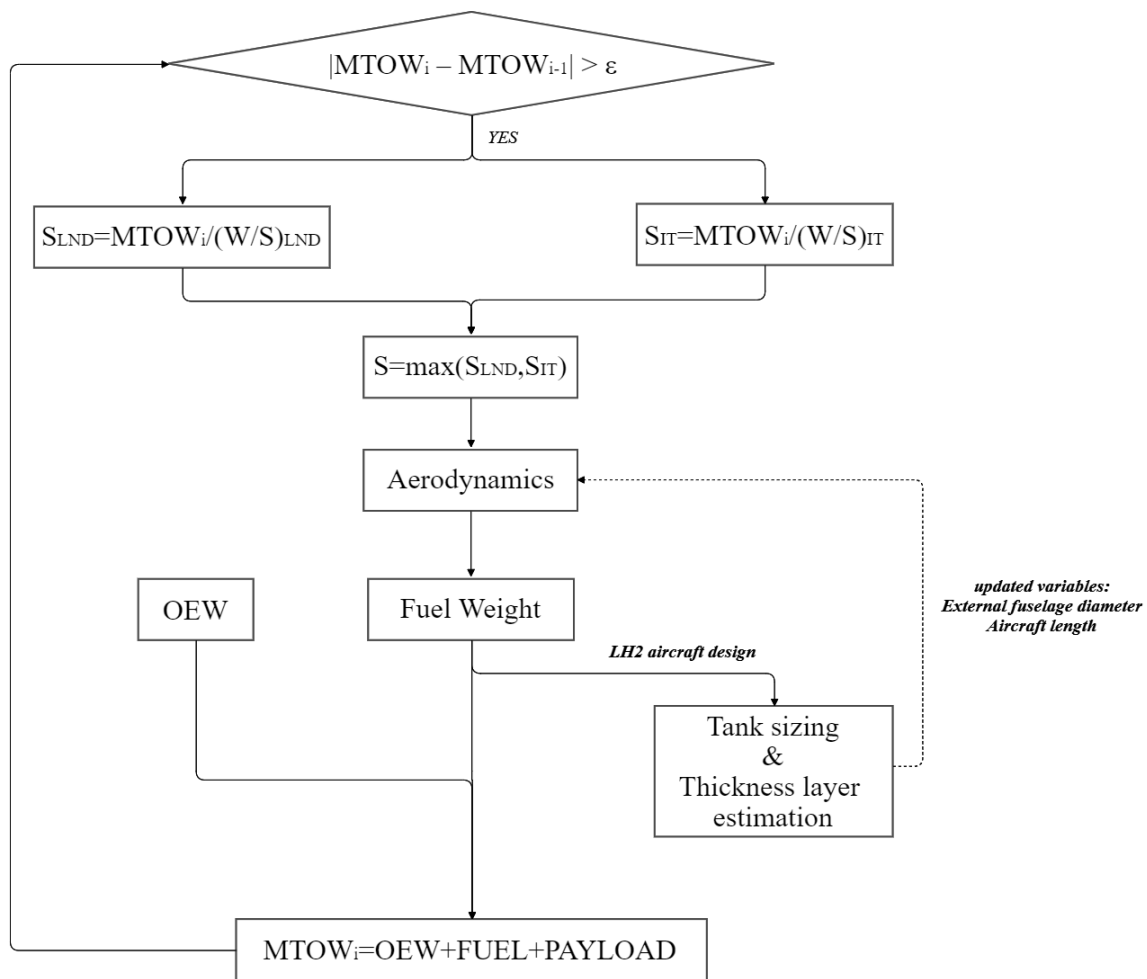 |MTOWi – MTOWi-1| > ε
YES
SLND=MTOWi/(W/S)LND
SIT=MTOWi/(W/S)IT
S=max(SLND,SIT)
Aerodynamics
OEW
Fuel Weight
updated variables:
External fuselage diameter
Aircraft length
LH2 aircraft design
Tank sizing
&
Thickness layer
estimation
MTOWi=OEW+FUEL+PAYLOAD